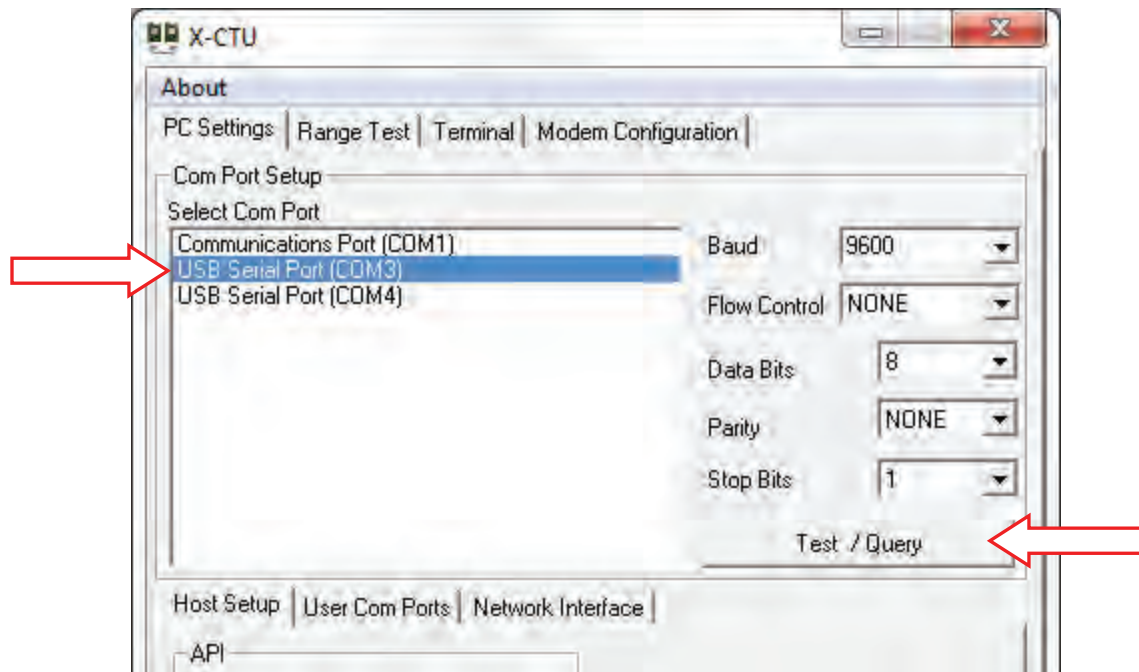 X-CTU
About
PC Settings Range Test Terminal Modem Configuration
Com Port Setup
Select Com Port
Communications Port (COM1)
USB Serial Port (COM3)
USB Serial Port (COM4)
Baud 9600
Flow Control NONE
Data Bits 8
Parity NONE
Stop Bits 1
Test / Query
Host Setup User Com Ports Network Interface
API